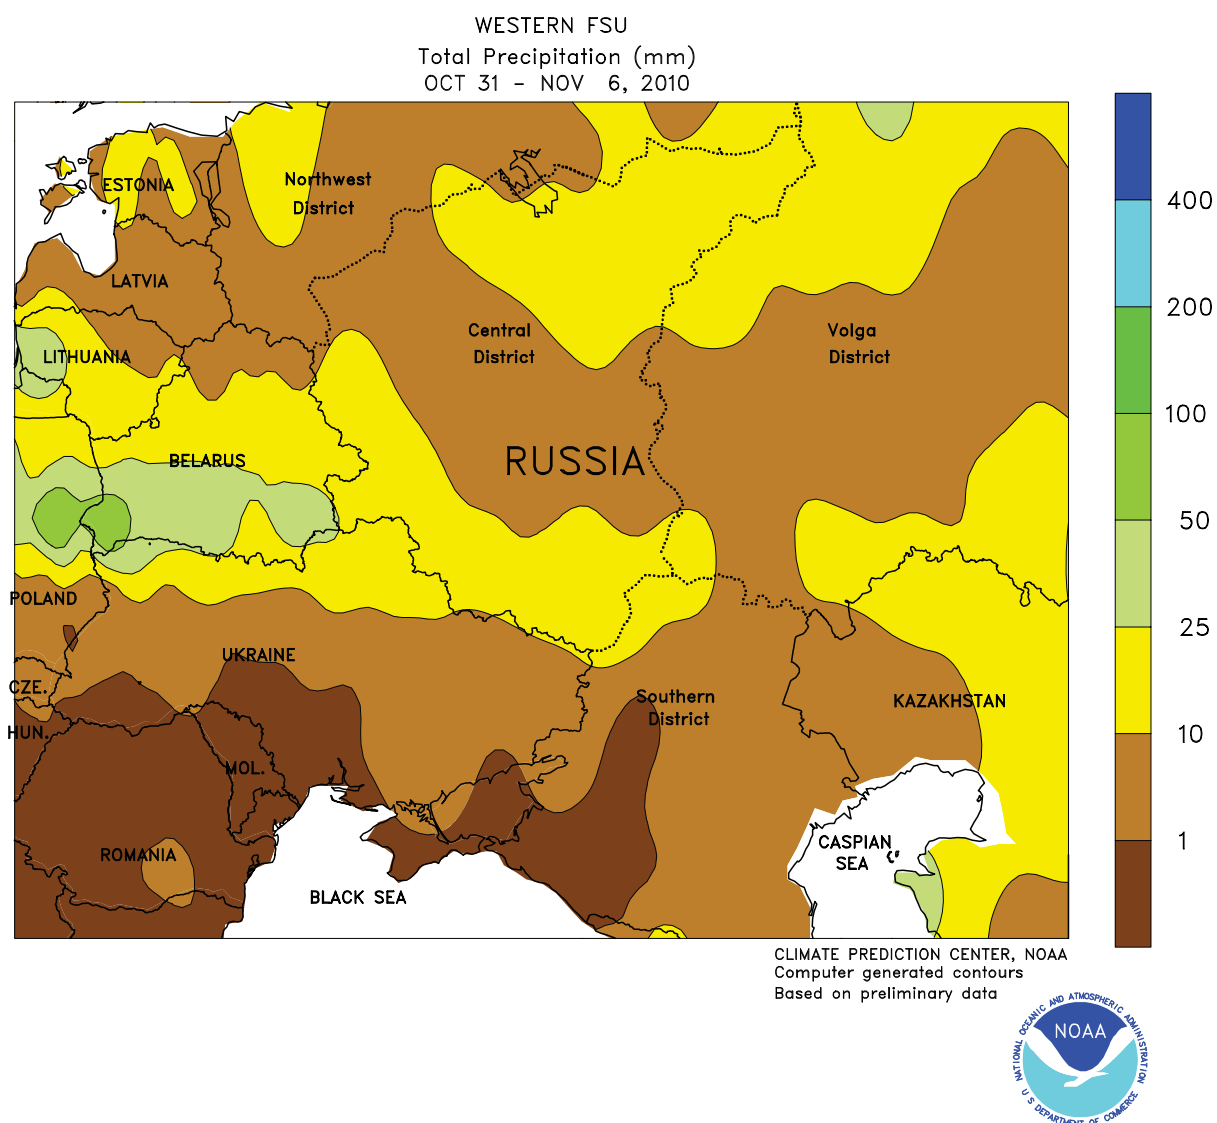 WESTERN FSU
Total Precipitation (mm)
OCT 31 - NOV 6, 2010
ESTONIA
Northwest
District
LATVIA
400
200
LITHUANIA
Central
District
Volga
District
100
BELARUS
RUSSIA
50
POLAND
25
UKRAINE
CZE.
Southern
District
KAZAKHSTAN
HUN.
10
MOL.
ROMANIA
CASPIAN
SEA
1
BLACK SEA
CLIMATE PREDICTION CENTER, NOAA
Computer generated contours
Based on preliminary data
NATIONAL OCEANIC AND ATMOSPHERIC ADMINISTRATION
NOAA
U S DEPARTMENT OF COMMERCE